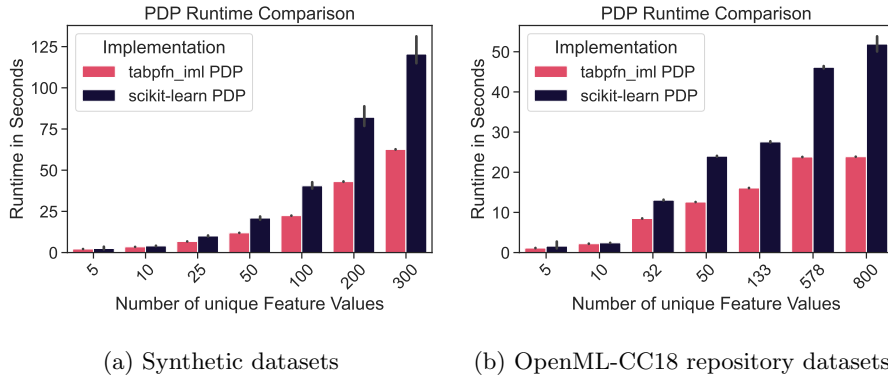 PDP Runtime Comparison
Runtime in Seconds
125
100
75
50
25
0
Implementation
tabpfn_iml PDP
scikit-learn PDP
5 10 25 50 100 200 300
Number of unique Feature Values
(a) Synthetic datasets
PDP Runtime Comparison
Runtime in Seconds
50
40
30
20
10
0
Implementation
tabpfn_iml PDP
scikit-learn PDP
5 10 32 50 133 578 800
Number of unique Feature Values
(b) OpenML-CC18 repository datasets